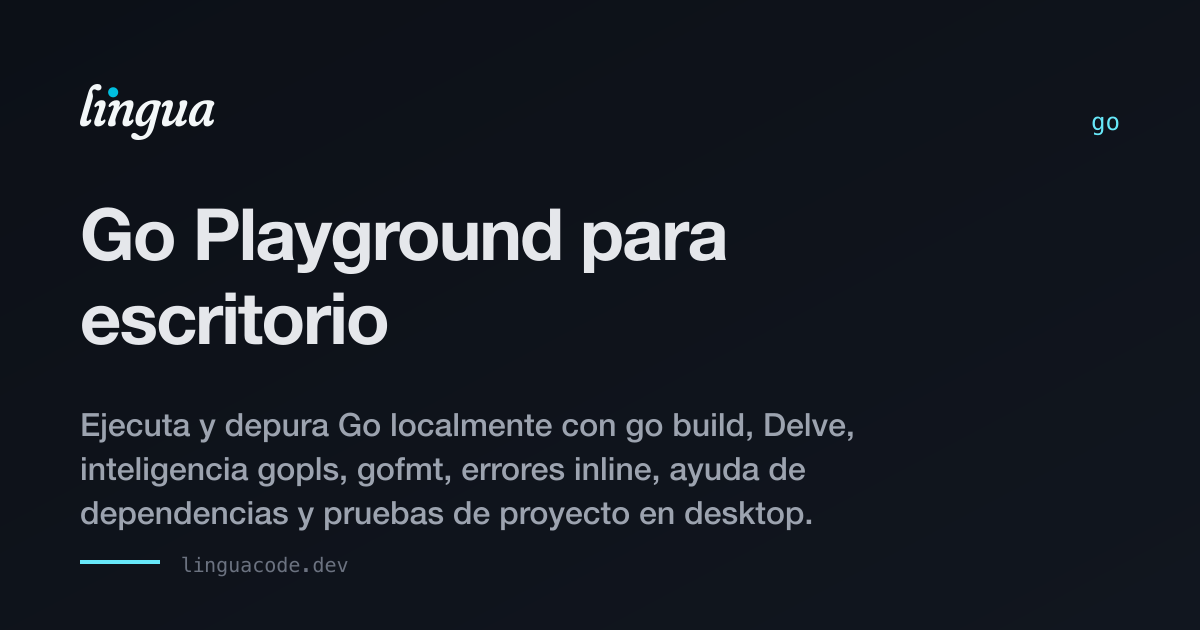 lingua
go
Go Playground para
escritorio
Ejecuta y depura Go localmente con go build, Delve,
inteligencia gopls, gofmt, errores inline, ayuda de
dependencias y pruebas de proyecto en desktop.
linguacode.dev